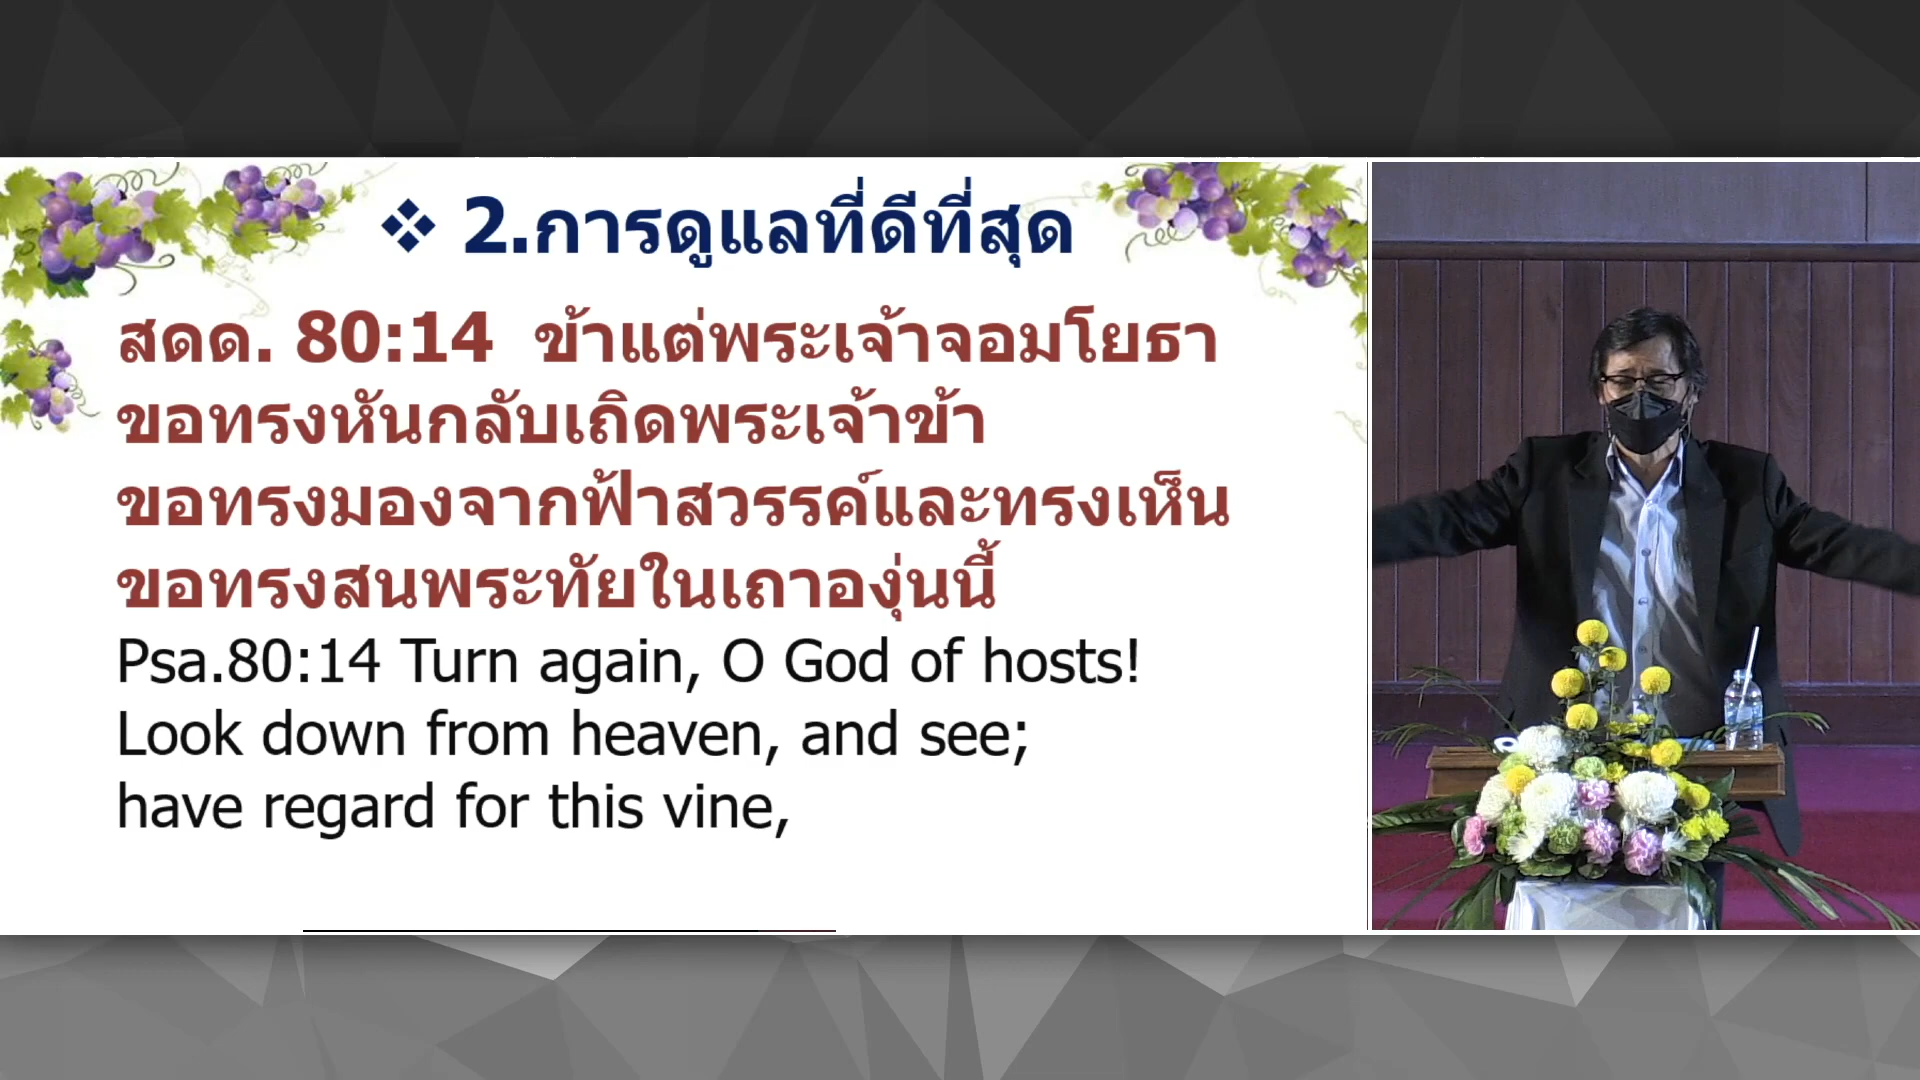 ❖ 2.การดูแลที่ดีที่สุด
สดด. 80:14 ข้าแต่พระเจ้าจอมโยธา
ขอทรงหันกลับเถิดพระเจ้าข้า
ขอทรงมองจากฟ้าสวรรค์และทรงเห็น
ขอทรงสนพระทัยในเถาองุ่นนี้
Psa.80:14 Turn again, O God of hosts!
Look down from heaven, and see;
have regard for this vine,